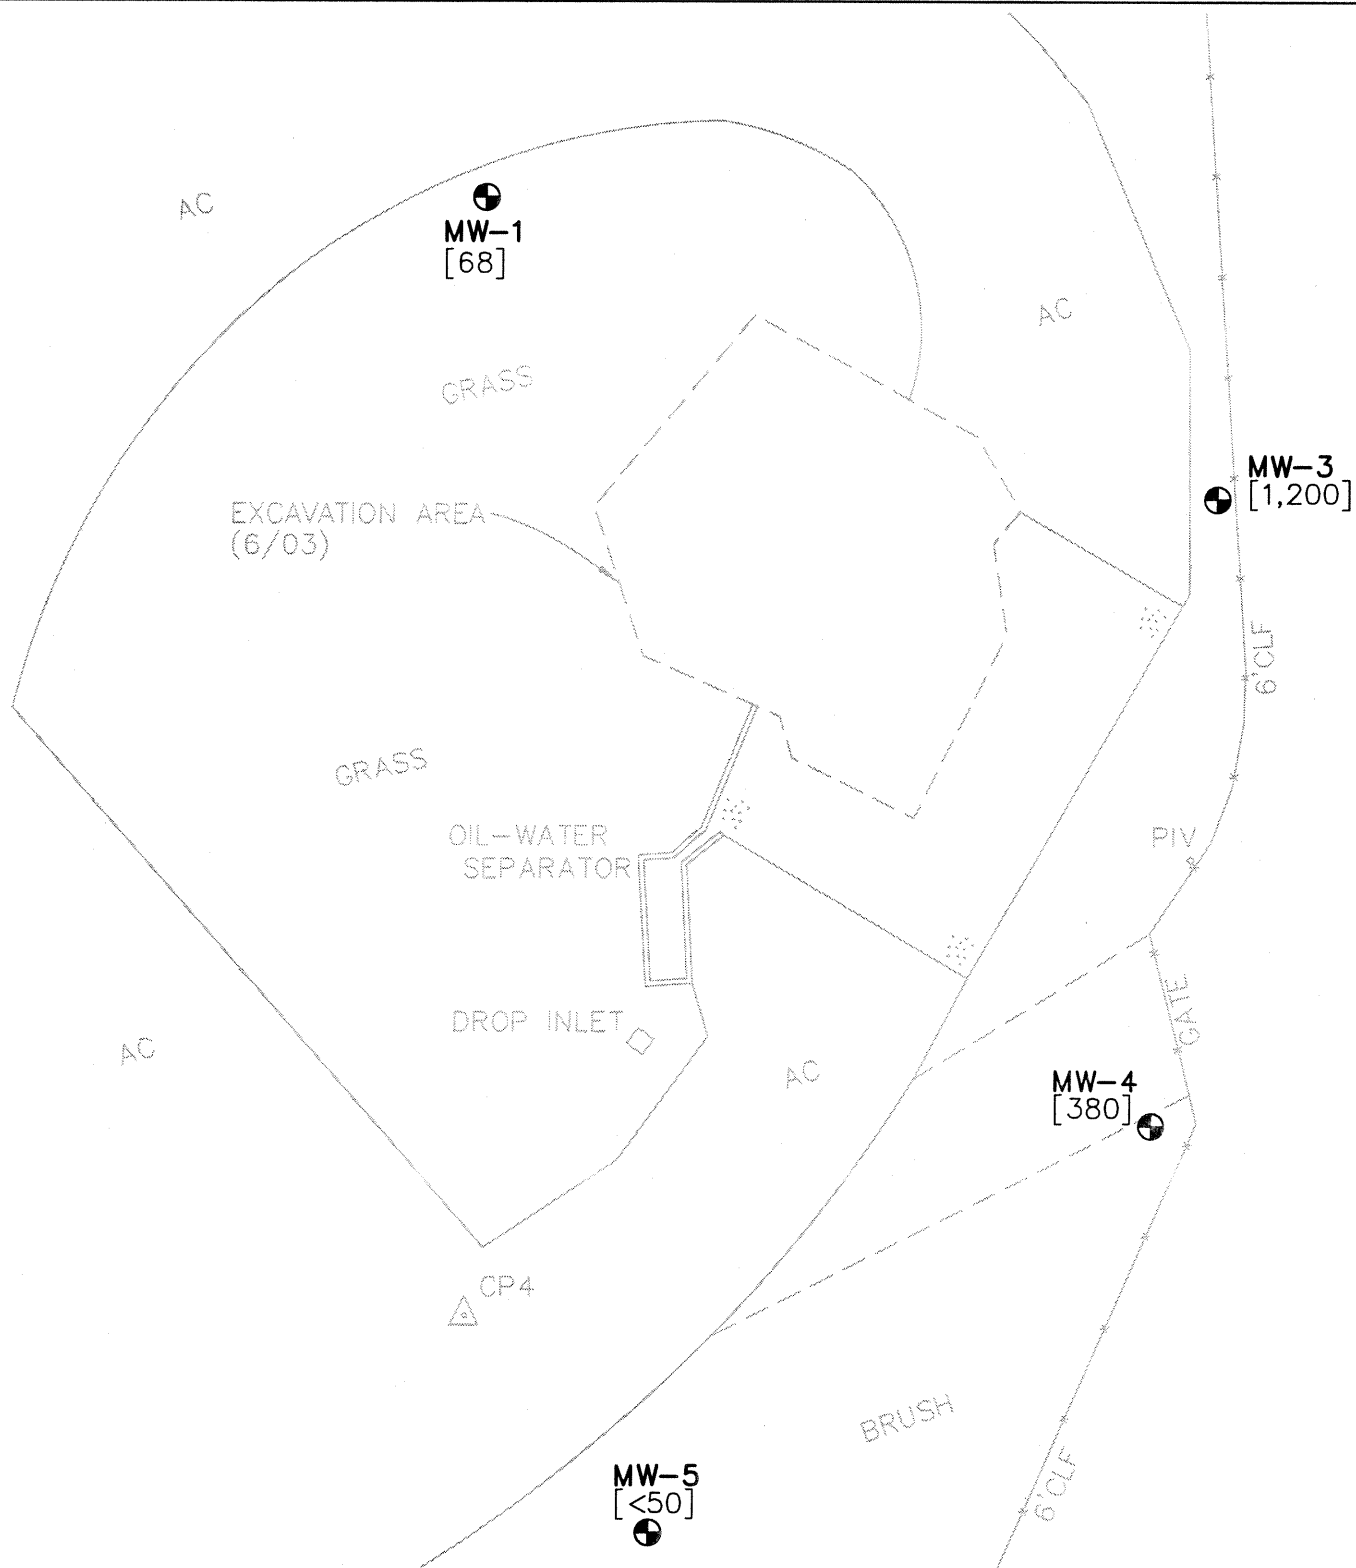 AC
MW-1
[68]
AC
GRASS
MW-3
[1,200]
EXCAVATION AREA
(6/03)
6'CLF
GRASS
OIL-WATER
SEPARATOR
PIV
DROP INLET
GATE
AC
AC
MW-4
[380]
CP4
BRUSH
MW-5
[<50]
6'CLF